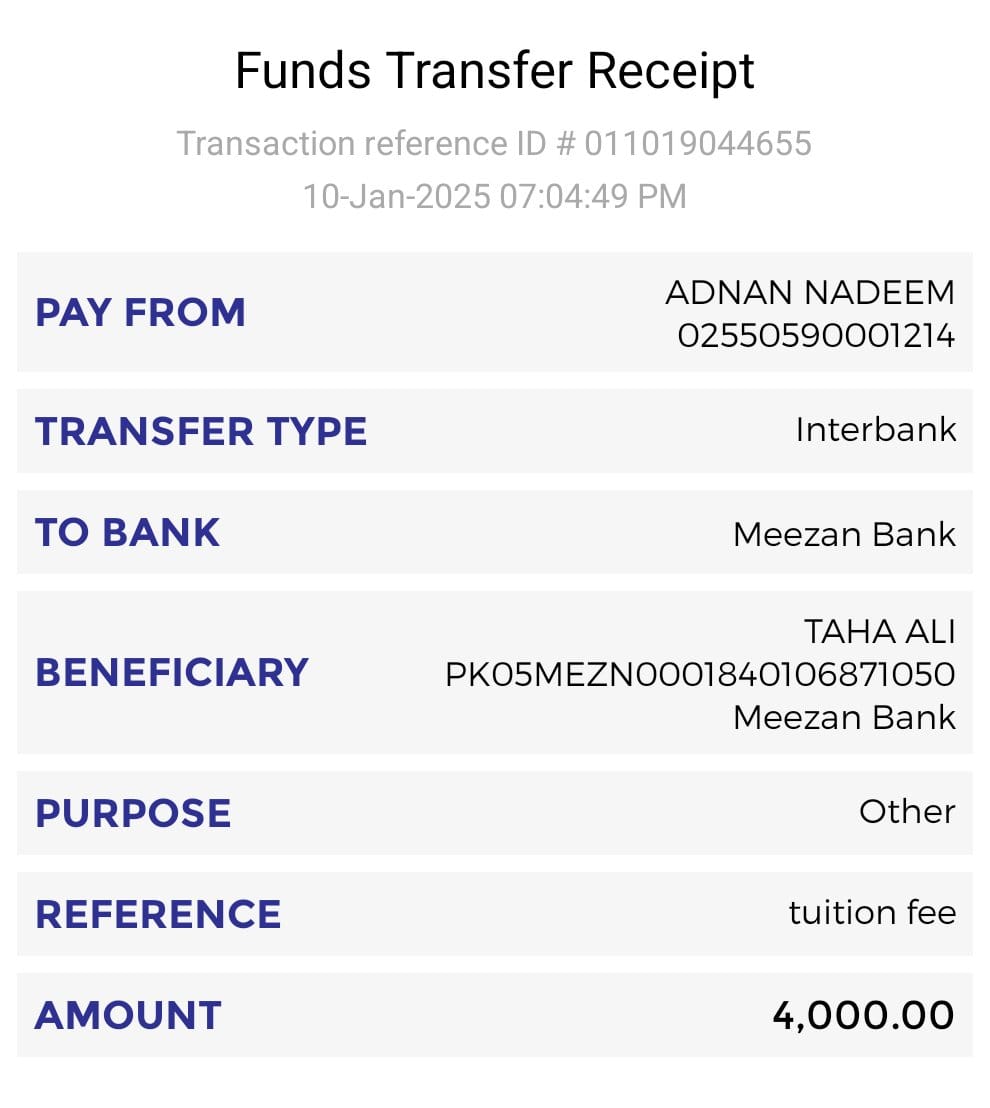 Funds Transfer Receipt
Transaction reference ID # 011019044655
10-Jan-2025 07:04:49 PM
PAY FROM
ADNAN NADEEM
02550590001214
TRANSFER TYPE
Interbank
TO BANK
Meezan Bank
BENEFICIARY
TAHA ALI
PK05MEZN0001840106871050
Meezan Bank
PURPOSE
Other
REFERENCE
tuition fee
AMOUNT
4,000.00